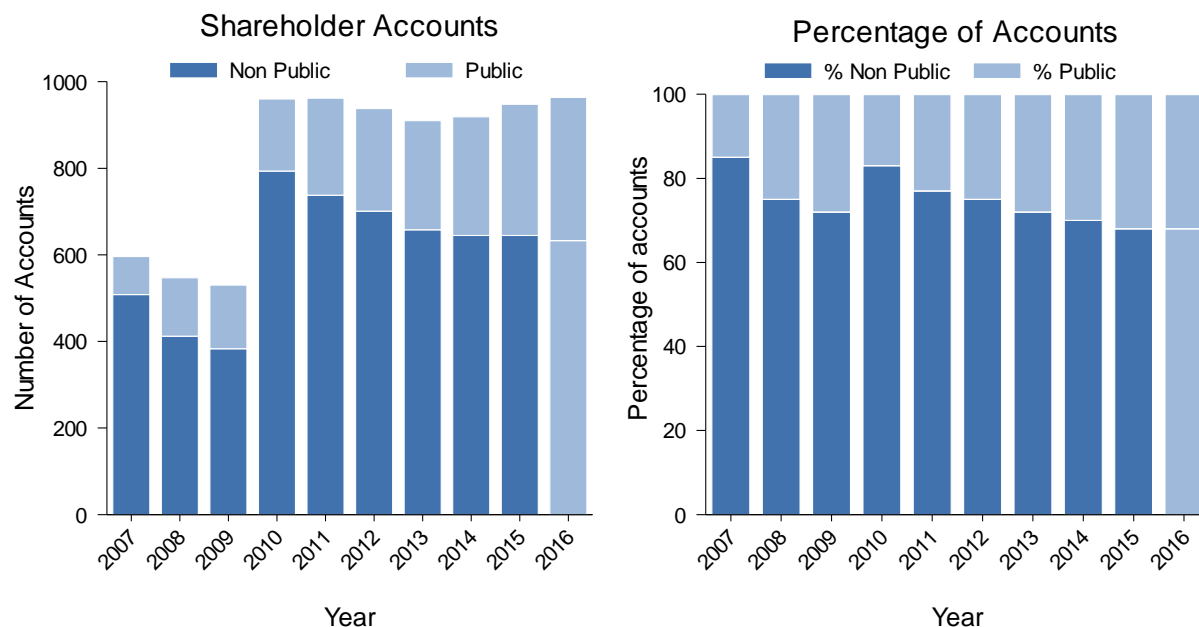 Shareholder Accounts
Non Public Public
1000
800
600
400
200
0
Number of Accounts
2007 2008 2009 2010 2011 2012 2013 2014 2015 2016
Year
Percentage of Accounts
% Non Public % Public
100
80
60
40
20
0
Percentage of accounts
2007 2008 2009 2010 2011 2012 2013 2014 2015 2016
Year